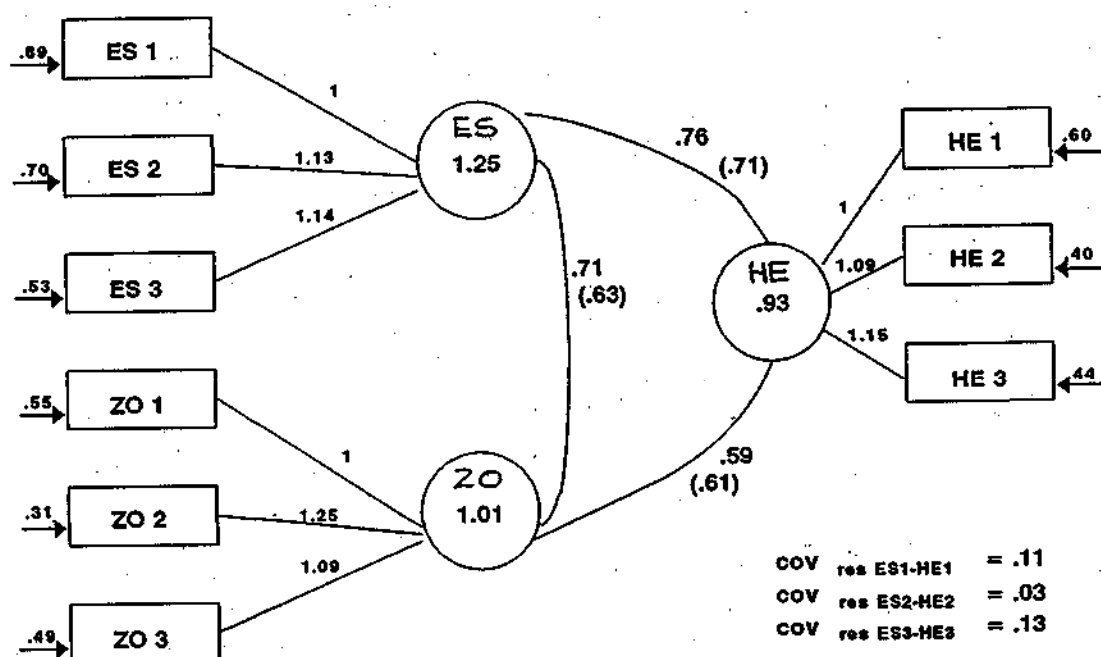 .69
ES 1
1
.70
ES 2
1.13
.53
ES 3
1.14
ES
1.25
.76
(.71)
.71
(.63)
HE
.93
1
HE 1
.60
1.09
HE 2
.40
1.15
HE 3
.44
.55
ZO 1
1
.31
ZO 2
1.25
.49
ZO 3
1.09
ZO
1.01
.59
(.61)
COV res ES1-HE1 = .11
COV res ES2-HE2 = .03
COV res ES3-HE3 = .13